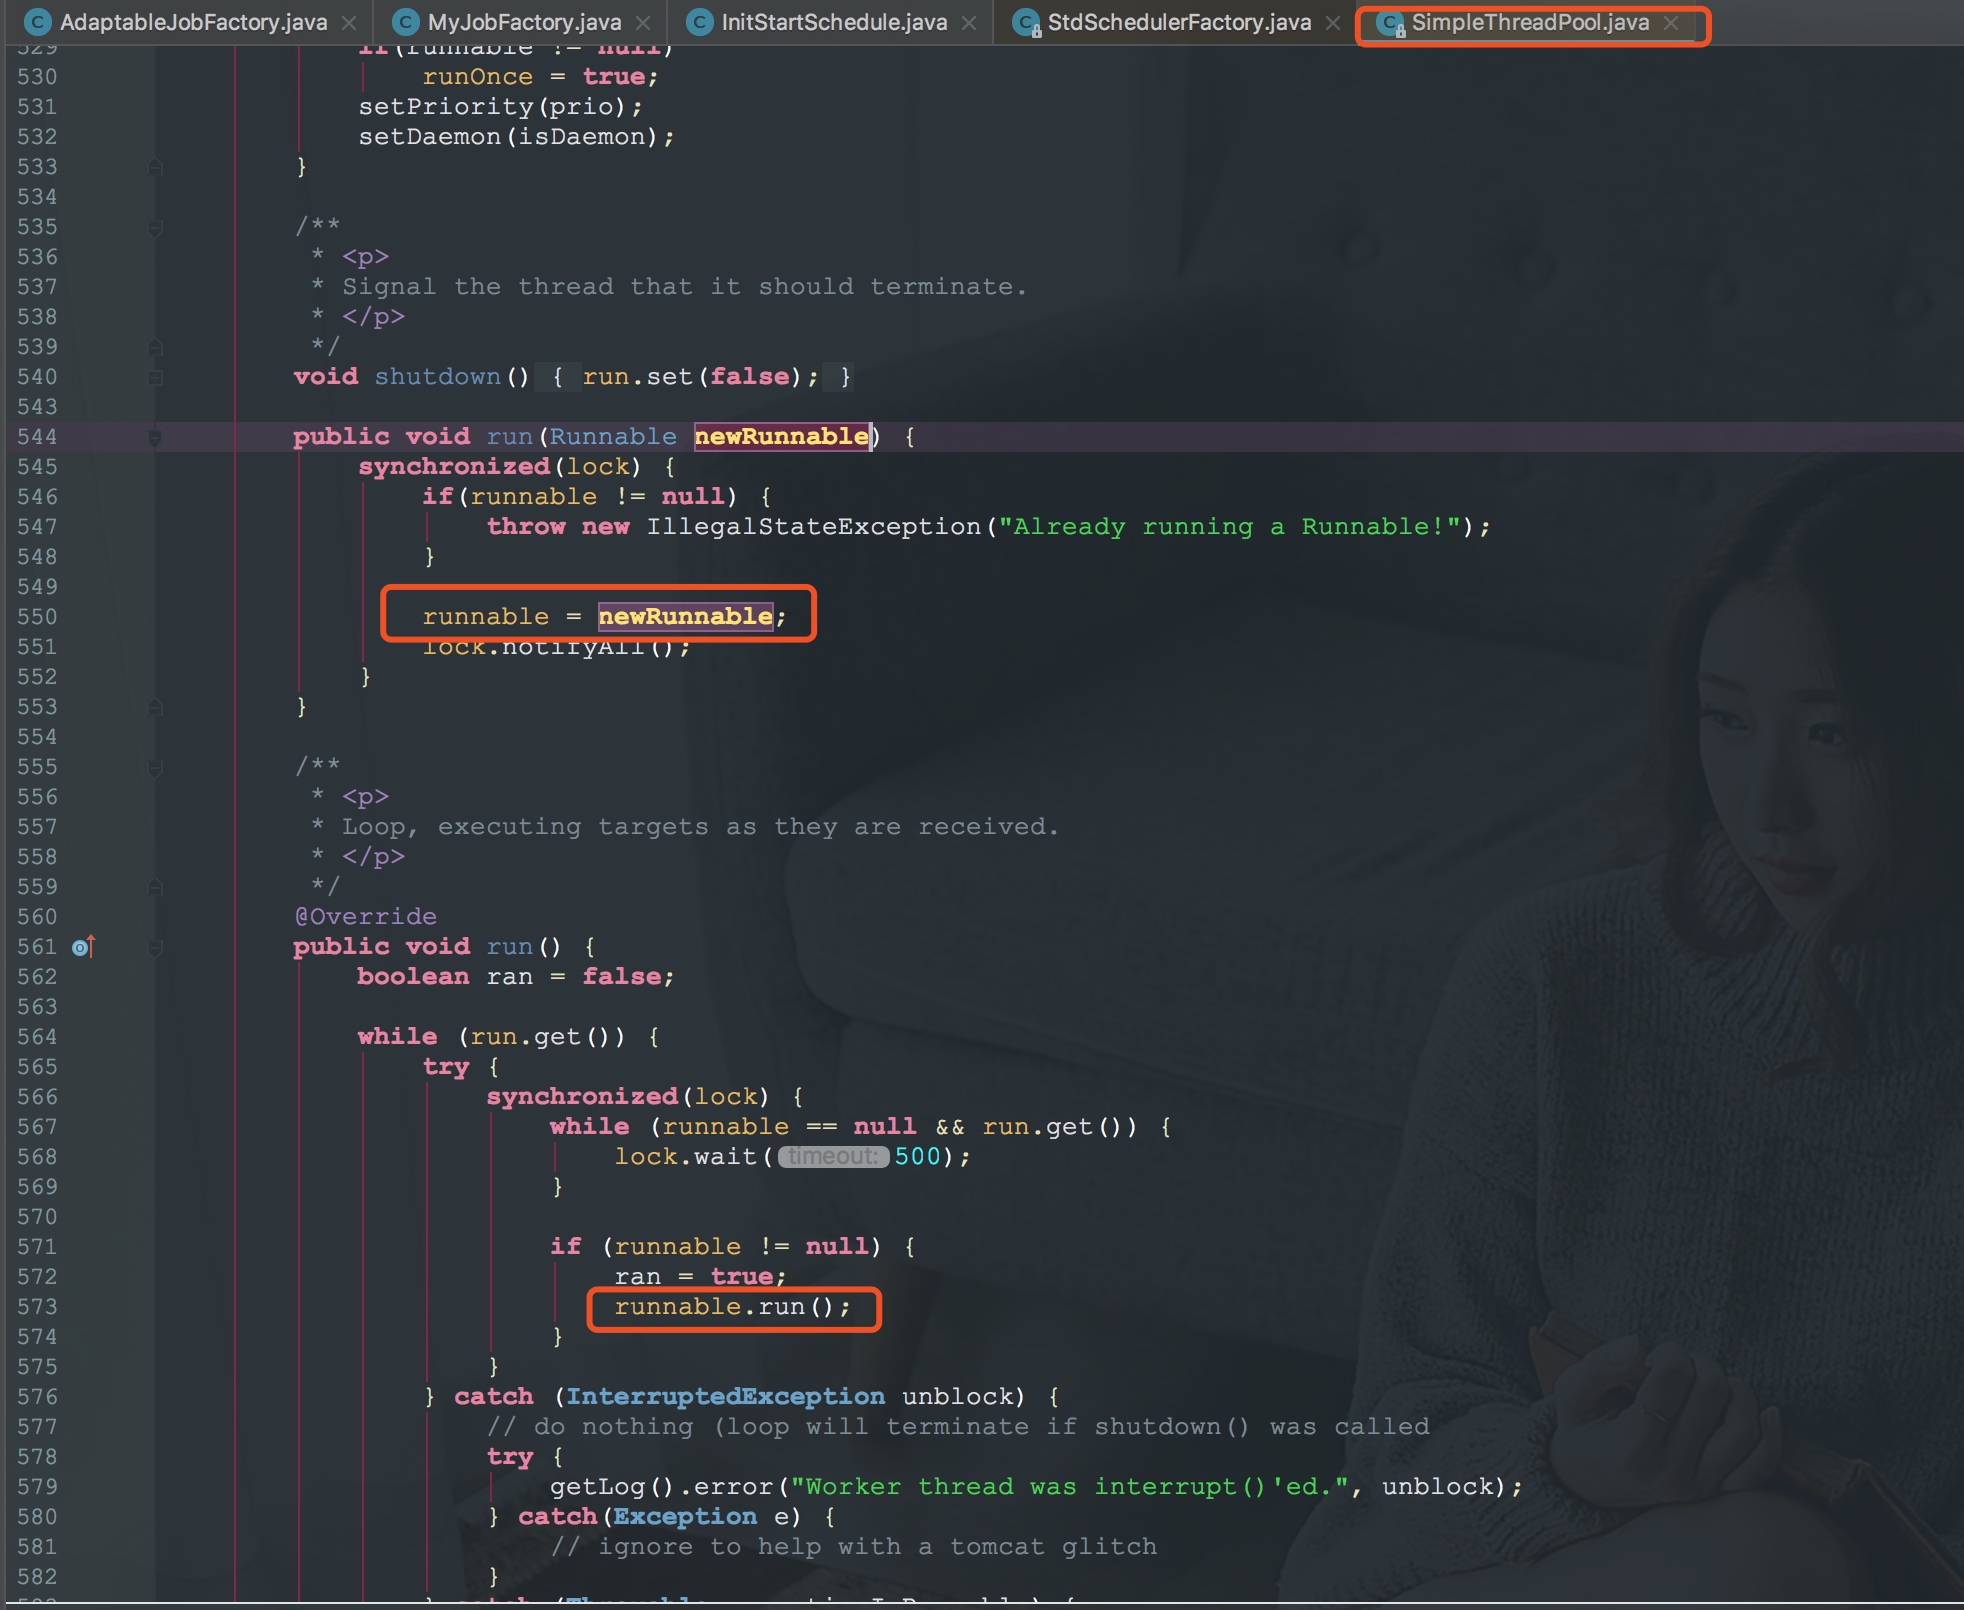 AdaptableJobFactory.java MyJobFactory.java InitStartSchedule.java StdSchedulerFactory.java SimpleThreadPool.java
529 if(runnable != null)
530 runOnce = true;
531 setPriority(prio);
532 setDaemon(isDaemon);
533 }
534
535 /**
536 * <p>
537 * Signal the thread that it should terminate.
538 * </p>
539 */
540 void shutdown() { run.set(false); }
543
544 public void run(Runnable newRunnable) {
545 synchronized(lock) {
546 if(runnable != null) {
547 throw new IllegalStateException("Already running a Runnable!");
548 }
549
550 runnable = newRunnable;
551 lock.notifyAll();
552 }
553 }
554
555 /**
556 * <p>
557 * Loop, executing targets as they are received.
558 * </p>
559 */
560 @Override
561 public void run() {
562 boolean ran = false;
563
564 while (run.get()) {
565 try {
566 synchronized(lock) {
567 while (runnable == null && run.get()) {
568 lock.wait( timeout: 500);
569 }
570
571 if (runnable != null) {
572 ran = true;
573 runnable.run();
574 }
575 }
576 } catch (InterruptedException unblock) {
577 // do nothing (loop will terminate if shutdown() was called
578 try {
579 getLog().error("Worker thread was interrupt()'ed.", unblock);
580 } catch(Exception e) {
581 // ignore to help with a tomcat glitch
582 }